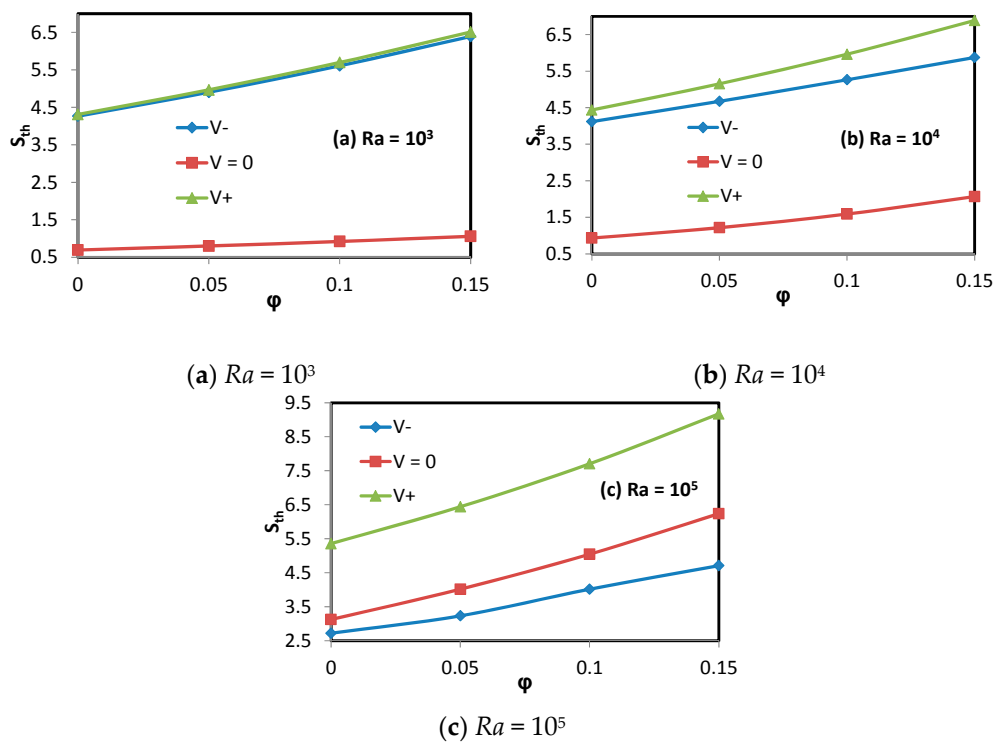 6.5
5.5
4.5
3.5
2.5
1.5
0.5
S_th
V-
V = 0
V+
(a) Ra = 10³
0 0.05 0.1 0.15
φ
6.5
5.5
4.5
3.5
2.5
1.5
0.5
S_th
V-
V = 0
V+
(b) Ra = 10⁴
0 0.05 0.1 0.15
φ
(a) Ra = 10³
(b) Ra = 10⁴
9.5
8.5
7.5
6.5
5.5
4.5
3.5
2.5
S_th
V-
V = 0
V+
(c) Ra = 10⁵
0 0.05 0.1 0.15
φ
(c) Ra = 10⁵